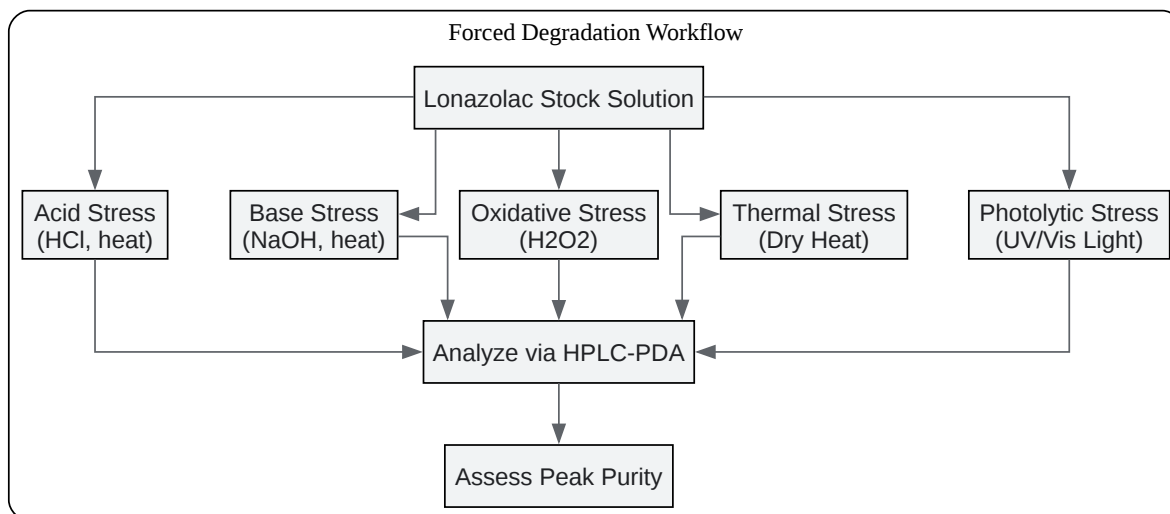 Forced Degradation Workflow
Lonazolac Stock Solution
Acid Stress
(HCl, heat)
Base Stress
(NaOH, heat)
Oxidative Stress
(H2O2)
Thermal Stress
(Dry Heat)
Photolytic Stress
(UV/Vis Light)
Analyze via HPLC-PDA
Assess Peak Purity